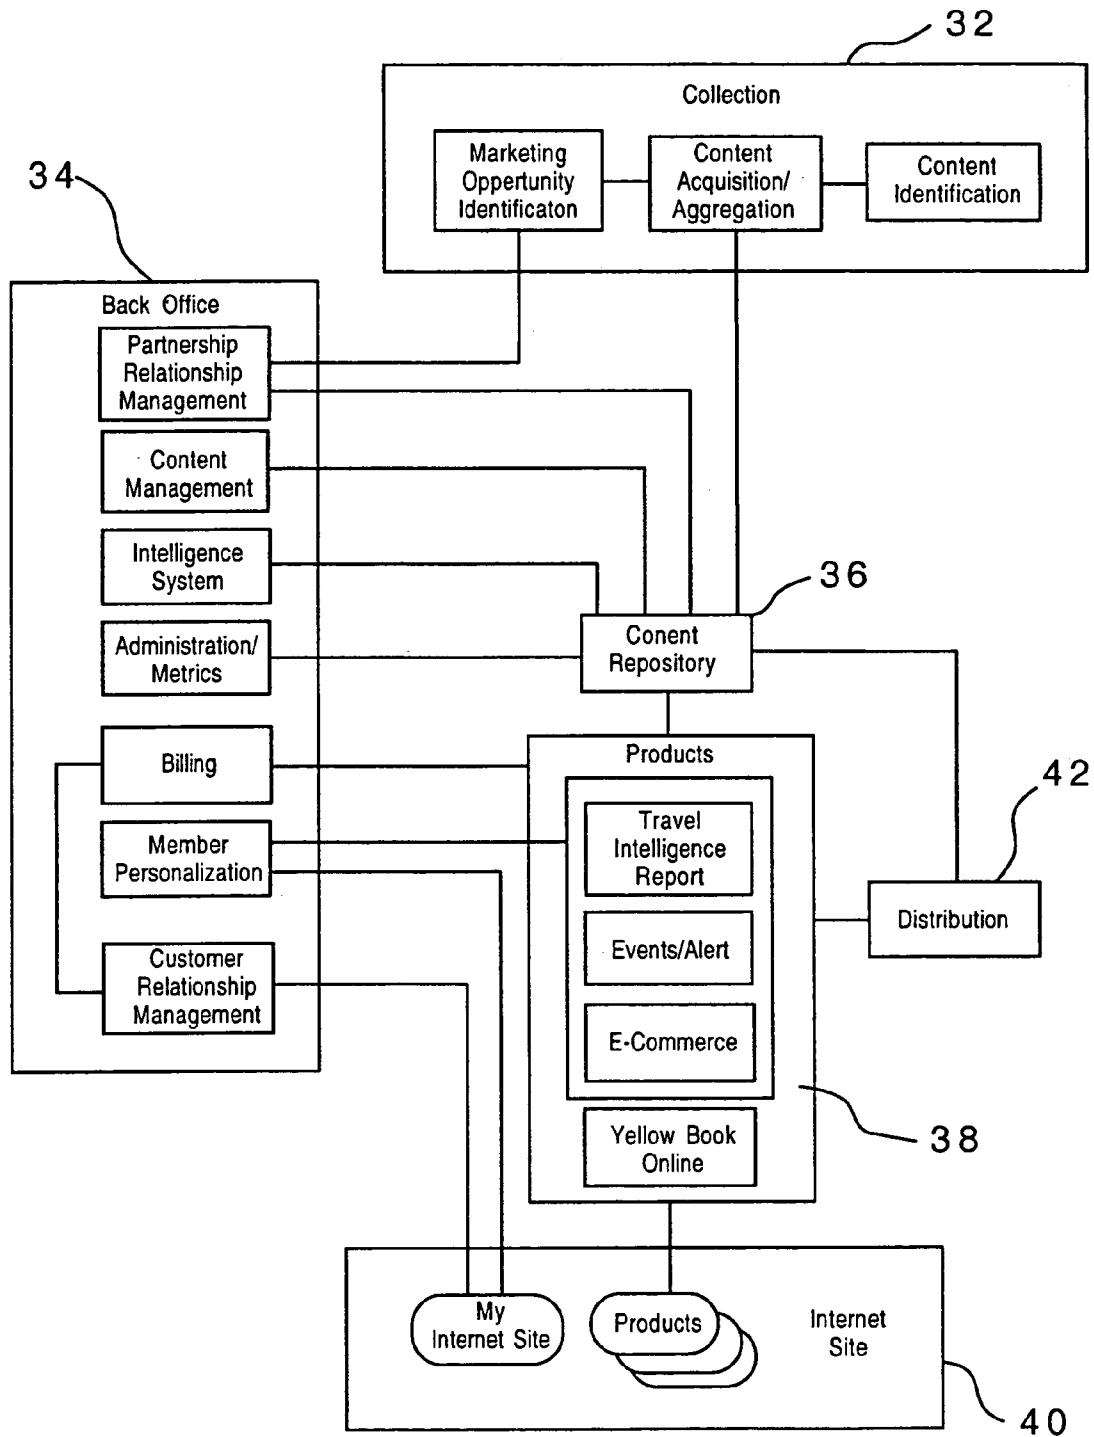 32
Collection
Marketing
Oppertunity
Identificaton
Content
Acquisition/
Aggregation
Content
Identification
34
Back Office
Partnership
Relationship
Management
Content
Management
Intelligence
System
Administration/
Metrics
Billing
Member
Personalization
Customer
Relationship
Management
36
Conent
Repository
Products
Travel
Intelligence
Report
Events/Alert
E-Commerce
Yellow Book
Online
38
42
Distribution
My
Internet Site
Products
Internet
Site
40